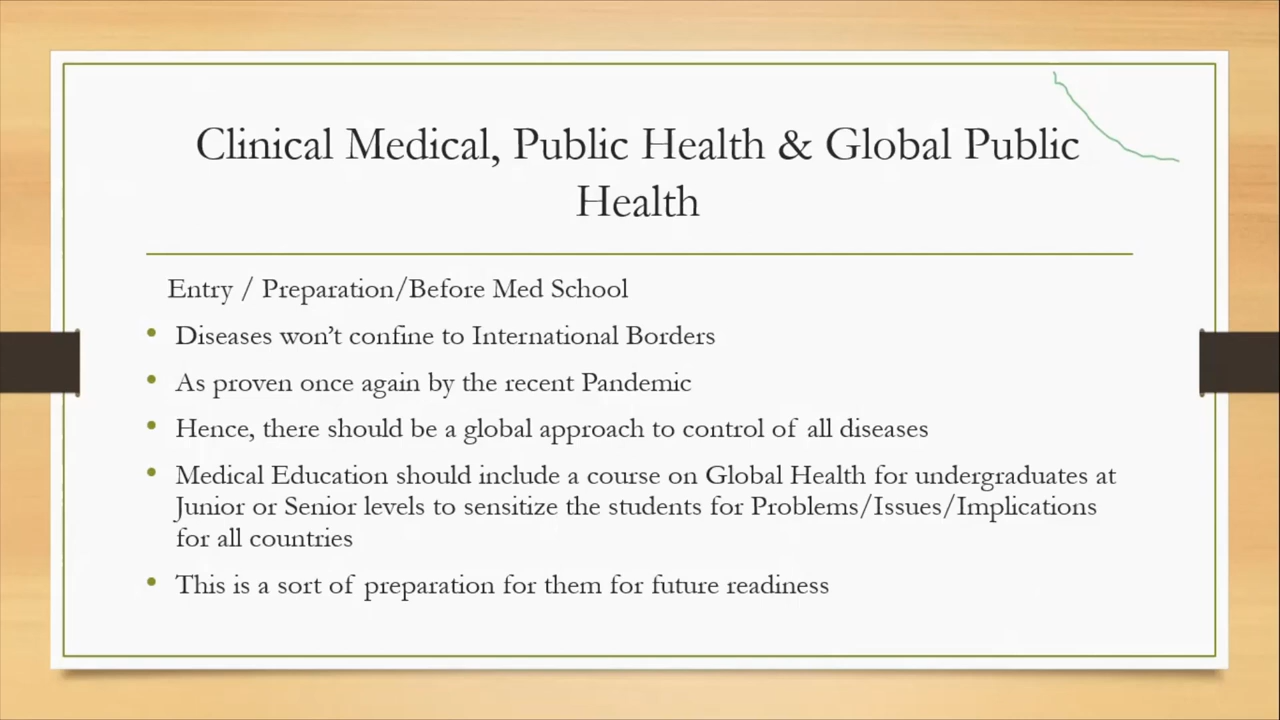 Clinical Medical, Public Health & Global Public
Health
Entry / Preparation/Before Med School
• Diseases won't confine to International Borders
• As proven once again by the recent Pandemic
• Hence, there should be a global approach to control of all diseases
• Medical Education should include a course on Global Health for undergraduates at
Junior or Senior levels to sensitize the students for Problems/Issues/Implications
for all countries
• This is a sort of preparation for them for future readiness